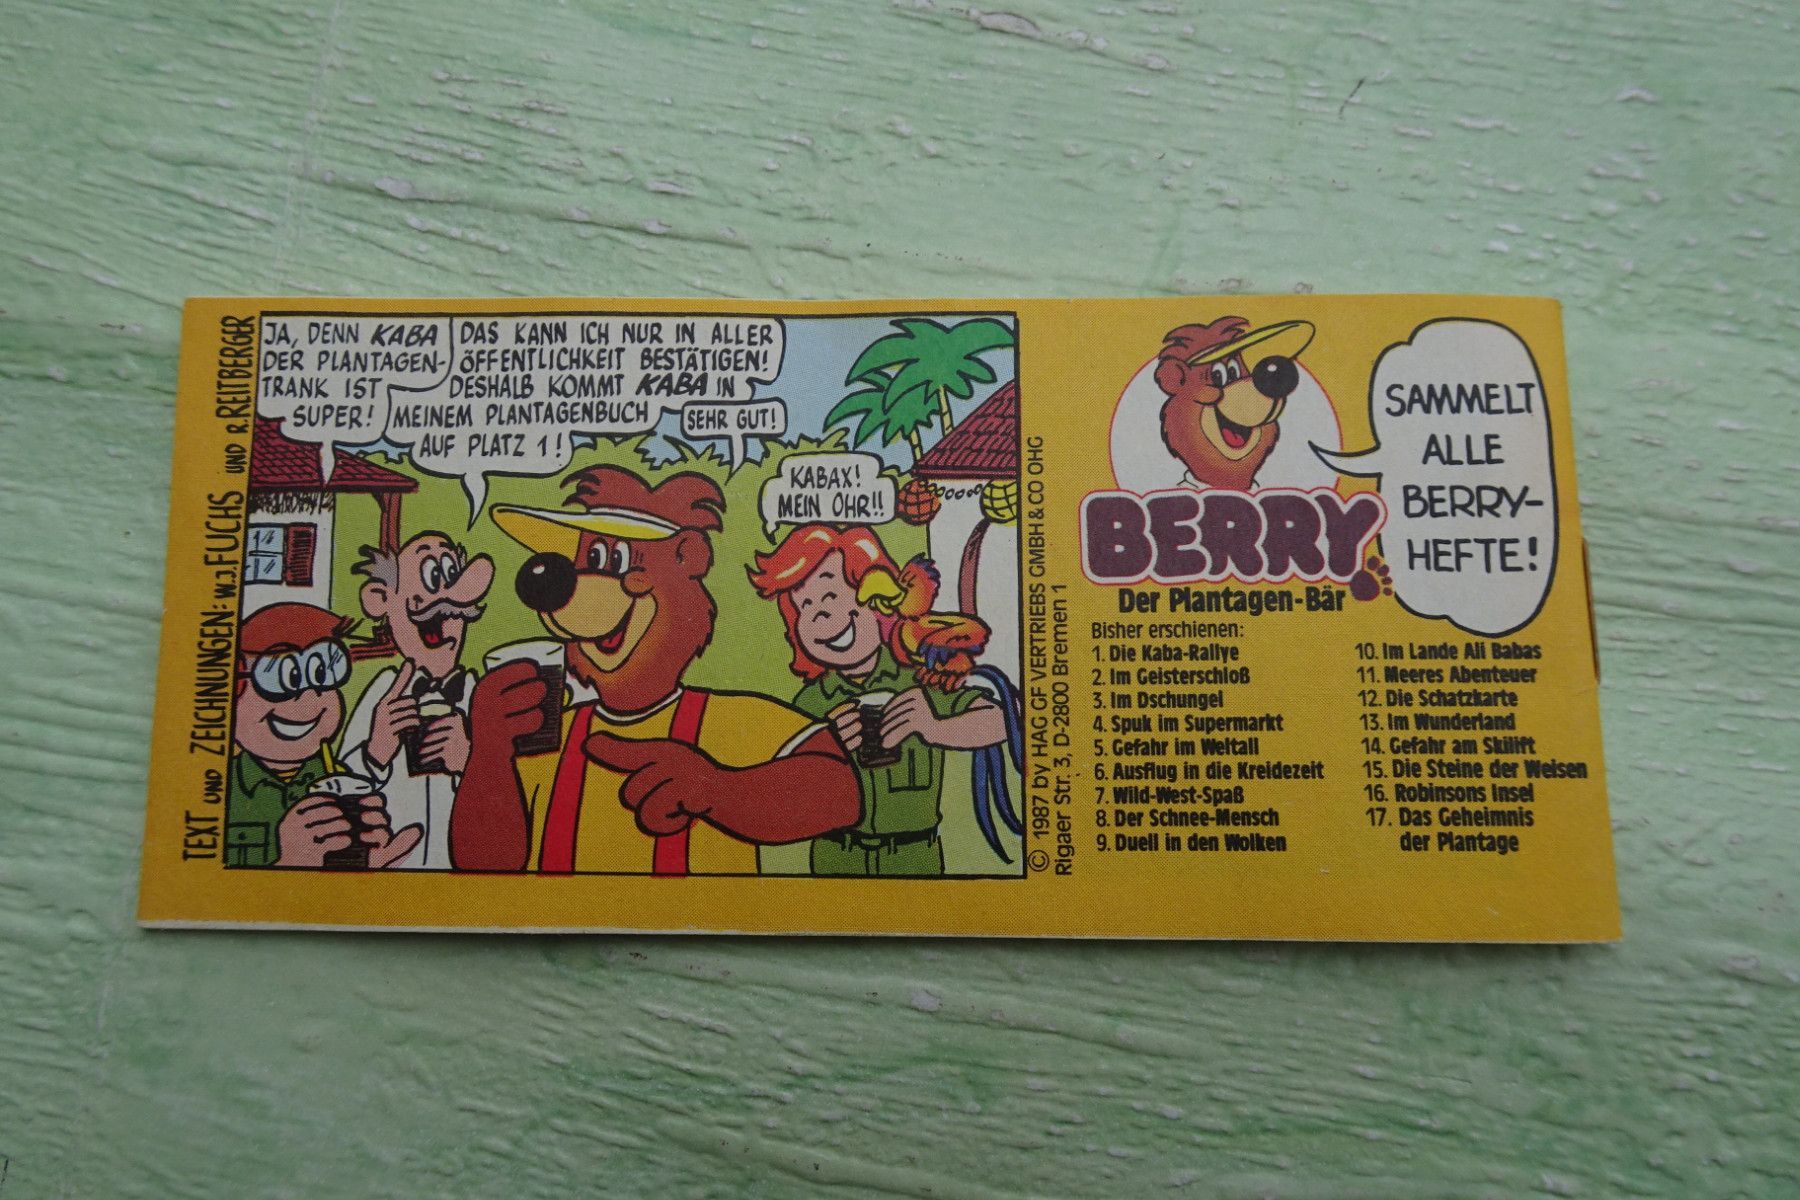 TEXT UND ZEICHNUNGEN: W.J. FUCHS UND R. REITBERGER
JA, DENN KABA
DER PLANTAGEN-
TRANK IST
SUPER!
DAS KANN ICH NUR IN ALLER
ÖFFENTLICHKEIT BESTÄTIGEN!
DESHALB KOMMT KABA IN
MEINEM PLANTAGENBUCH
AUF PLATZ 1!
SEHR GUT!
KABAX!
MEIN OHR!!
© 1987 by HAG GF VERTRIEBS GMBH & CO OHG
Rigaer Str. 3, D-2800 Bremen 1
SAMMELT
ALLE
BERRY-
HEFTE!
BERRY
Der Plantagen-Bär
Bisher erschienen:
1. Die Kaba-Rallye
2. Im Geisterschloß
3. Im Dschungel
4. Spuk im Supermarkt
5. Gefahr im Weltall
6. Ausflug in die Kreidezeit
7. Wild-West-Spaß
8. Der Schnee-Mensch
9. Duell in den Wolken
10. Im Lande Ali Babas
11. Meeres Abenteuer
12. Die Schatzkarte
13. Im Wunderland
14. Gefahr am Skilift
15. Die Steine der Weisen
16. Robinsons Insel
17. Das Geheimnis
der Plantage